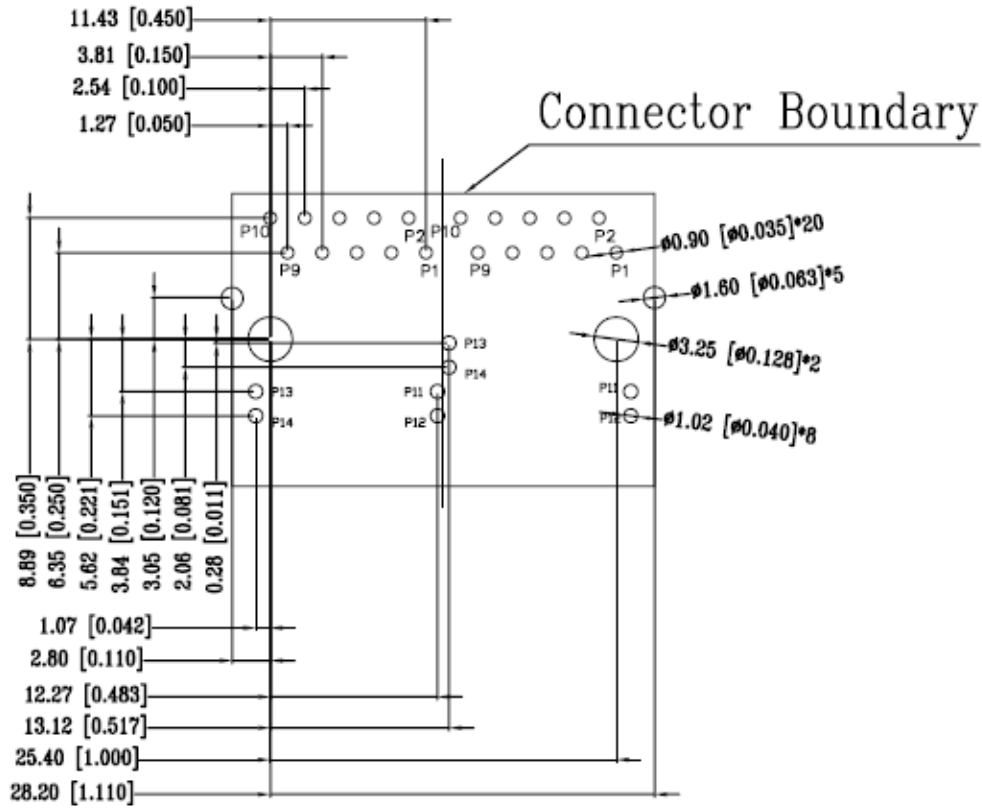 11.43 [0.450]
3.81 [0.150]
2.54 [0.100]
1.27 [0.050]
Connector Boundary
P10 P2 P10 P2
P9 P1 P9 P1
ø0.90 [ø0.035]*20
ø1.60 [ø0.063]*5
ø3.25 [ø0.128]*2
ø1.02 [ø0.040]*8
P13
P14
P13 P11 P11
P14 P12 P12
8.89 [0.350]
6.35 [0.250]
5.62 [0.221]
3.84 [0.151]
3.05 [0.120]
2.06 [0.081]
0.28 [0.011]
1.07 [0.042]
2.80 [0.110]
12.27 [0.483]
13.12 [0.517]
25.40 [1.000]
28.20 [1.110]